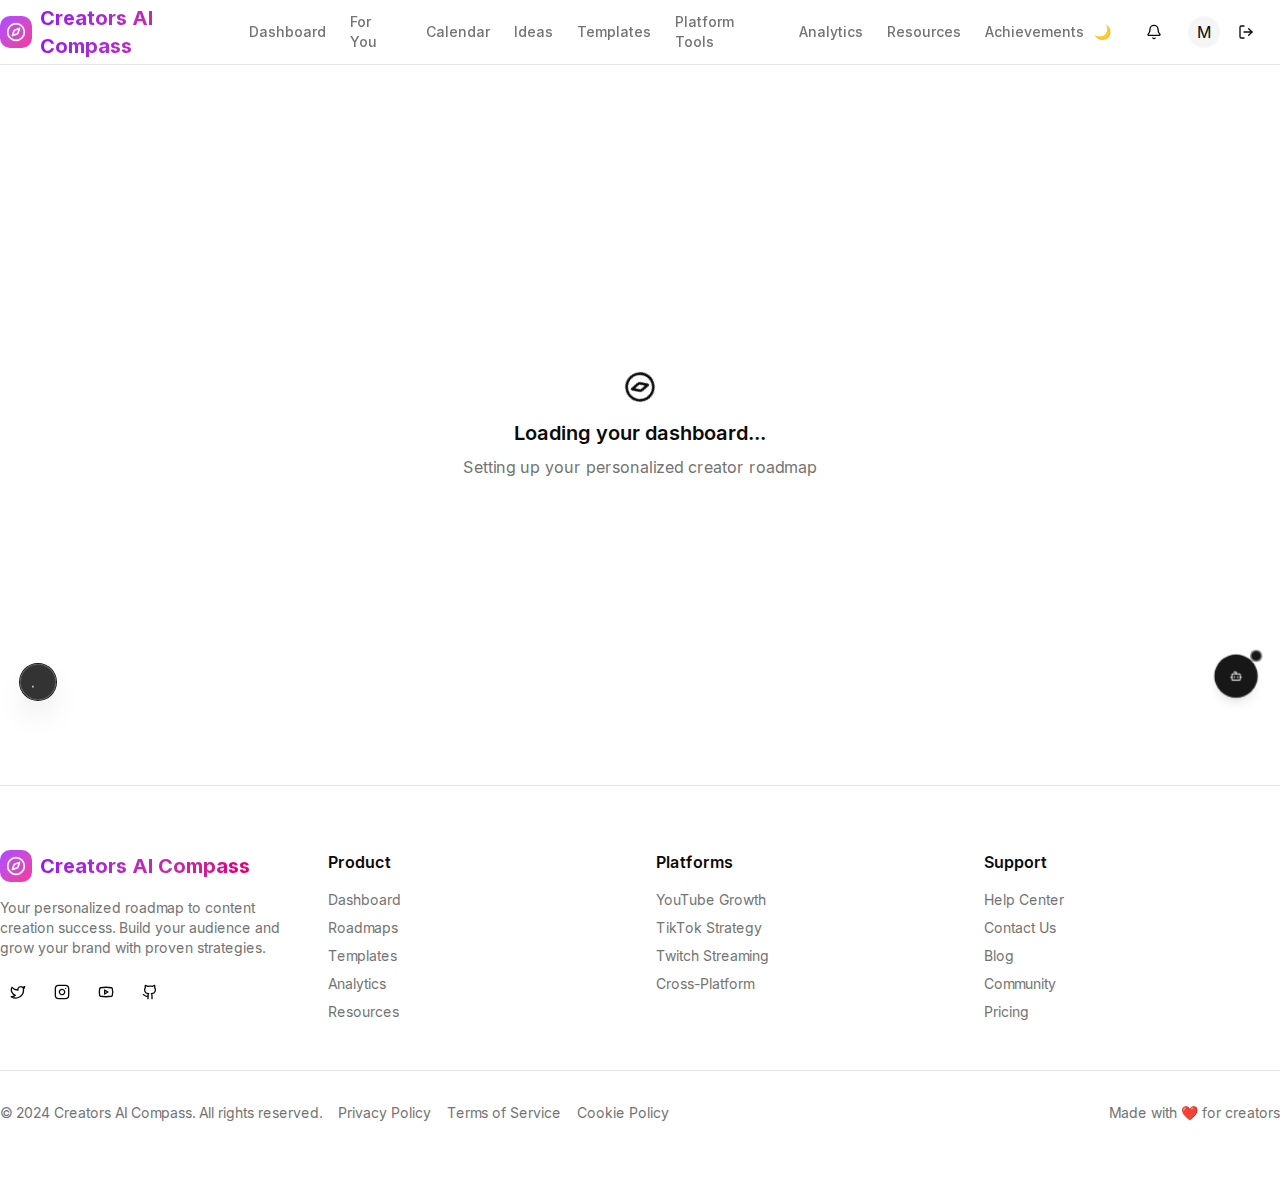 Creators AI
Compass
Dashboard
For
You
Calendar
Ideas
Templates
Platform
Tools
Analytics
Resources
Achievements
M
Loading your dashboard...
Setting up your personalized creator roadmap
Creators AI Compass
Your personalized roadmap to content
creation success. Build your audience and
grow your brand with proven strategies.
Product
Dashboard
Roadmaps
Templates
Analytics
Resources
Platforms
YouTube Growth
TikTok Strategy
Twitch Streaming
Cross-Platform
Support
Help Center
Contact Us
Blog
Community
Pricing
© 2024 Creators AI Compass. All rights reserved.
Privacy Policy
Terms of Service
Cookie Policy
Made with ❤️ for creators